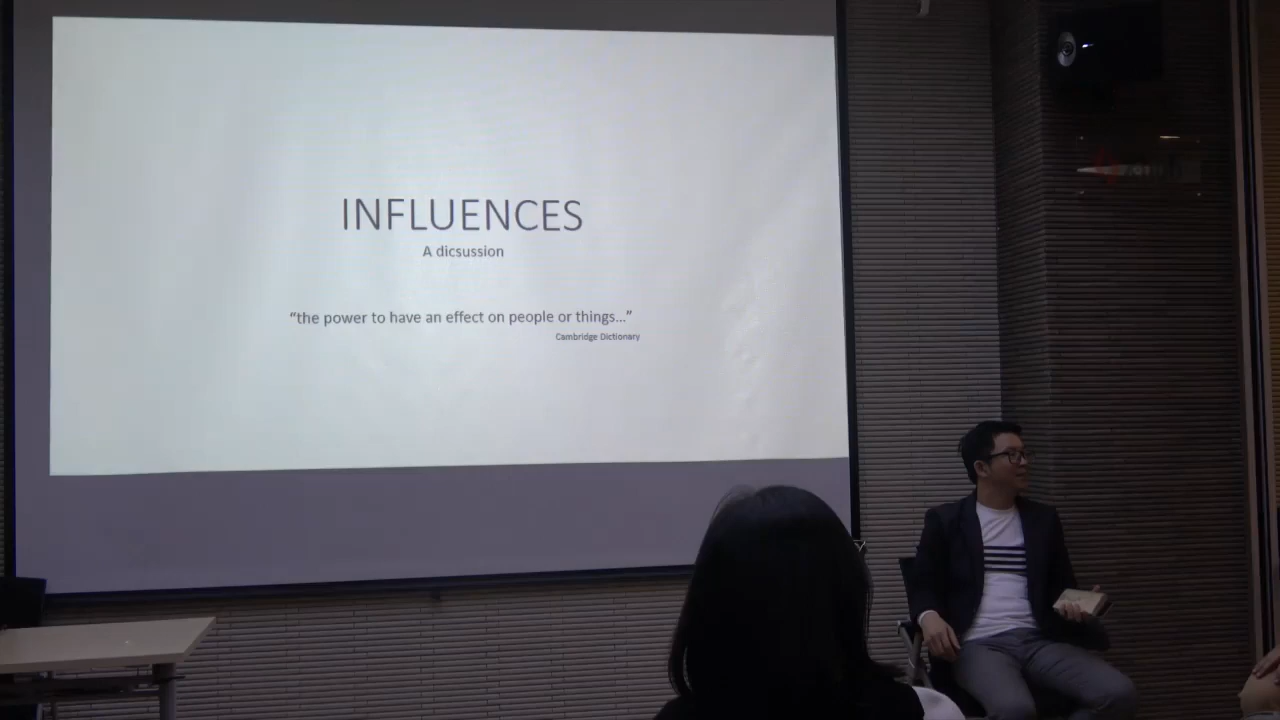 INFLUENCES
A dicsussion
“the power to have an effect on people or things...”
Cambridge Dictionary